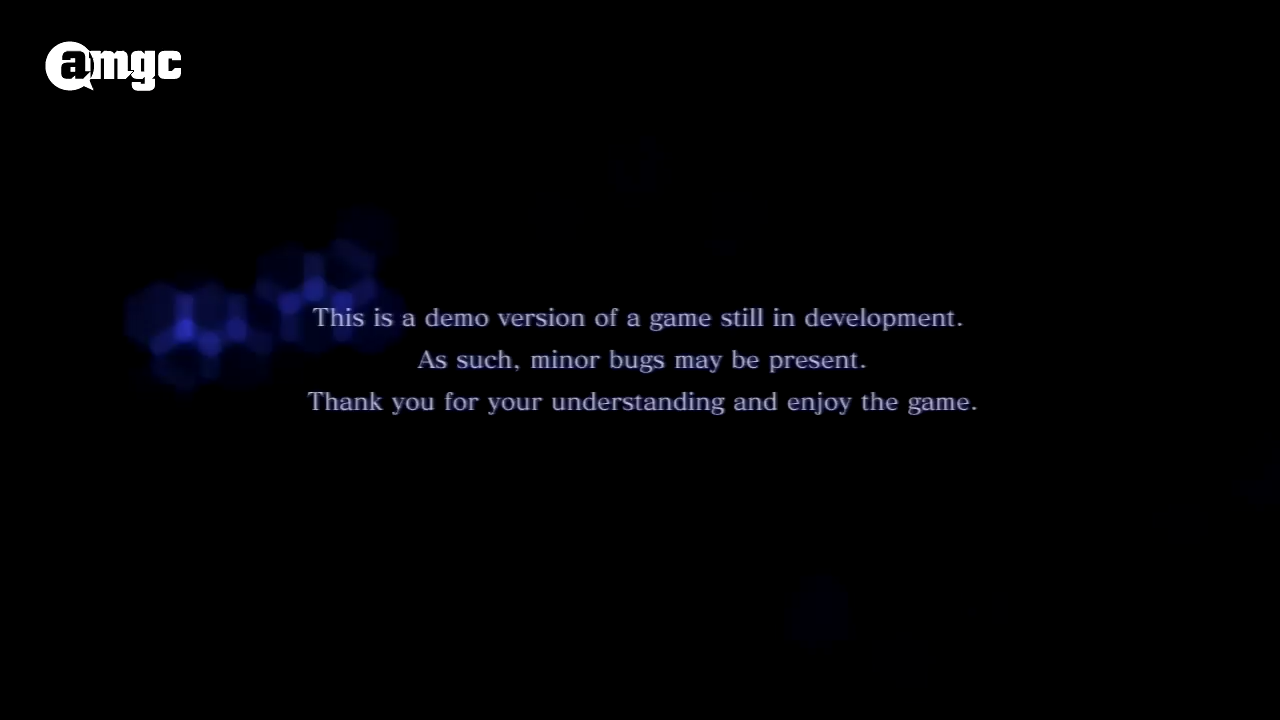 amgc
This is a demo version of a game still in development.
As such, minor bugs may be present.
Thank you for your understanding and enjoy the game.